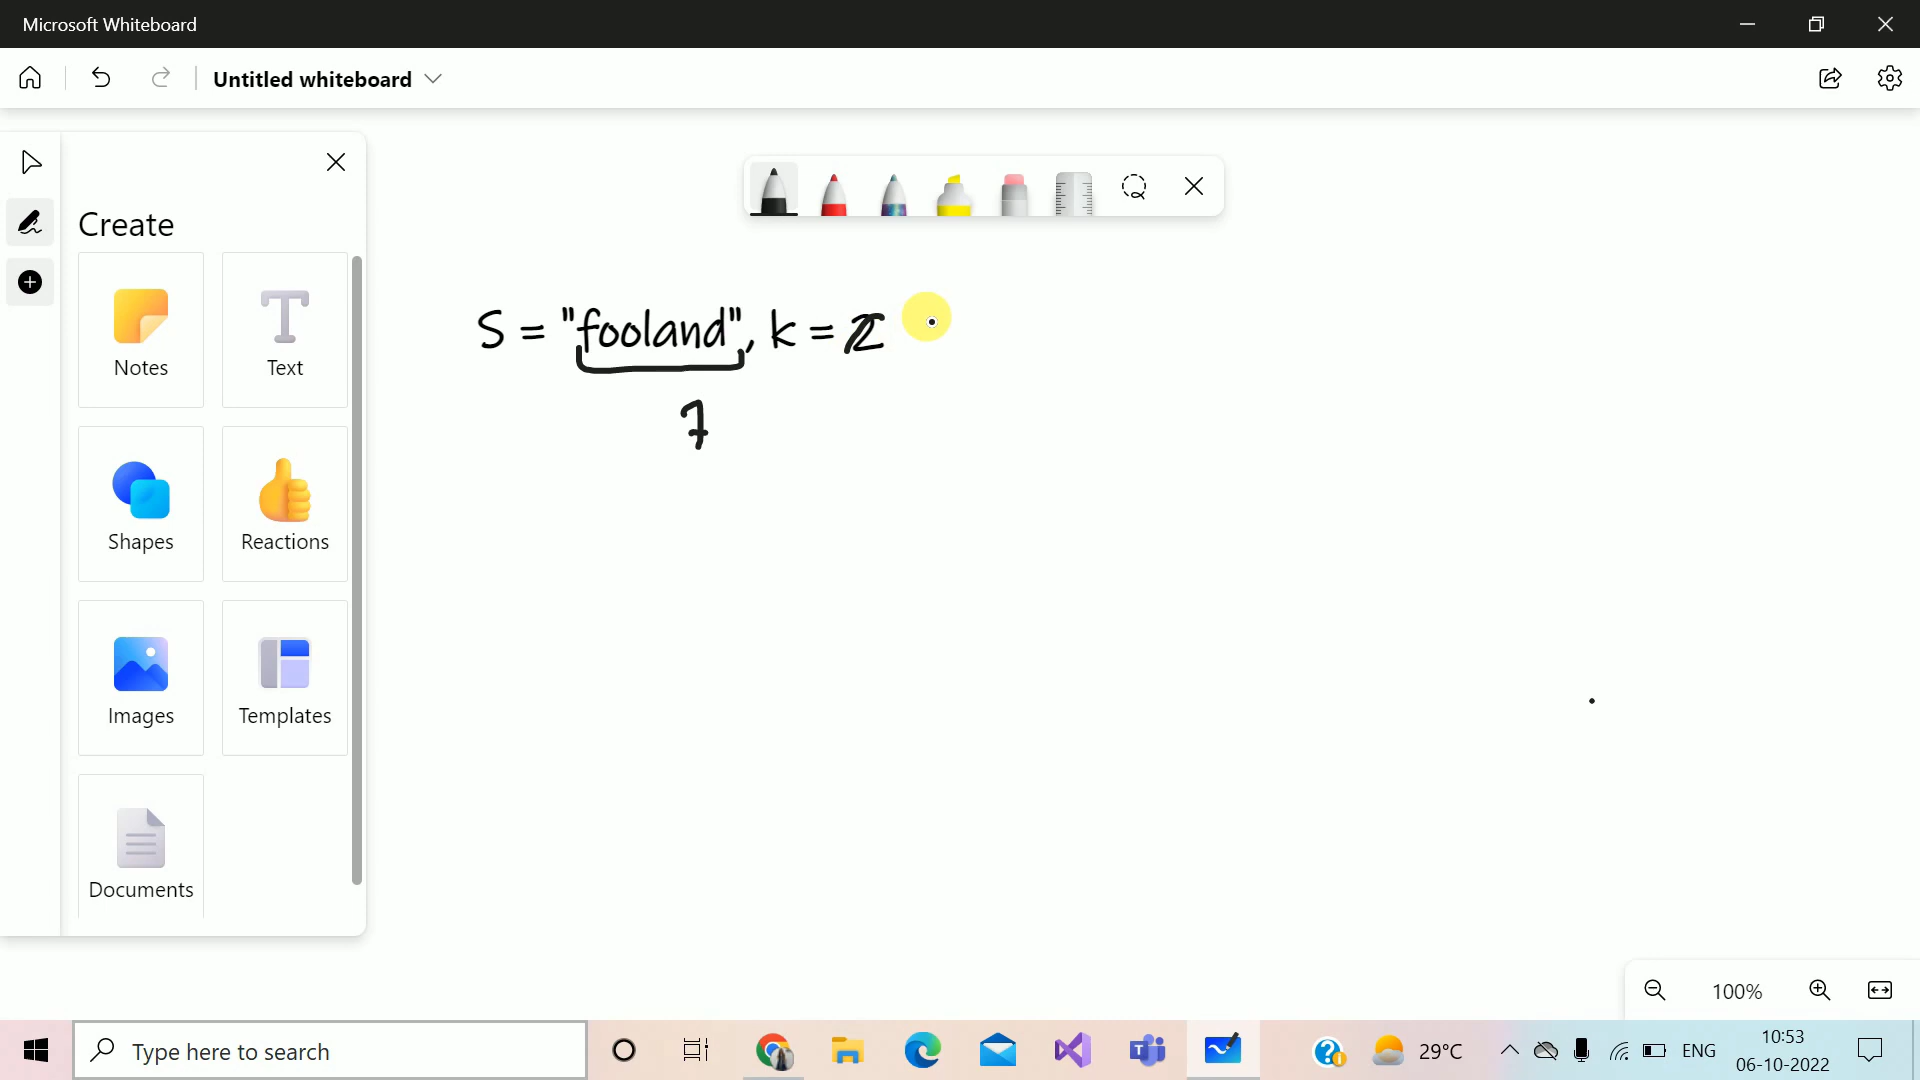 Microsoft Whiteboard
Untitled whiteboard
Create
Notes
Text
Shapes
Reactions
Images
Templates
Documents
S = "fooland", k = 2
7
100%
Type here to search
29°C
ENG
10:53
06-10-2022